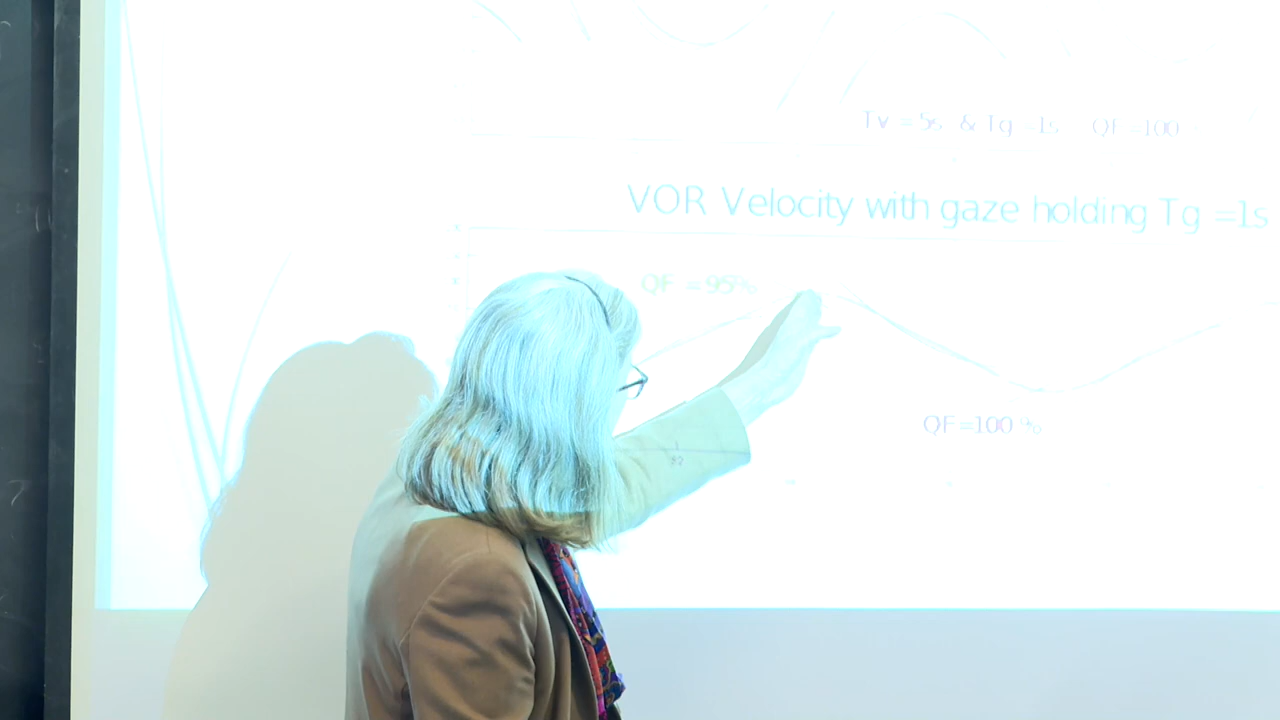 Tv =5s & Tg =1s QF =100
VOR Velocity with gaze holding Tg =1s
QF =95%
QF=100 %